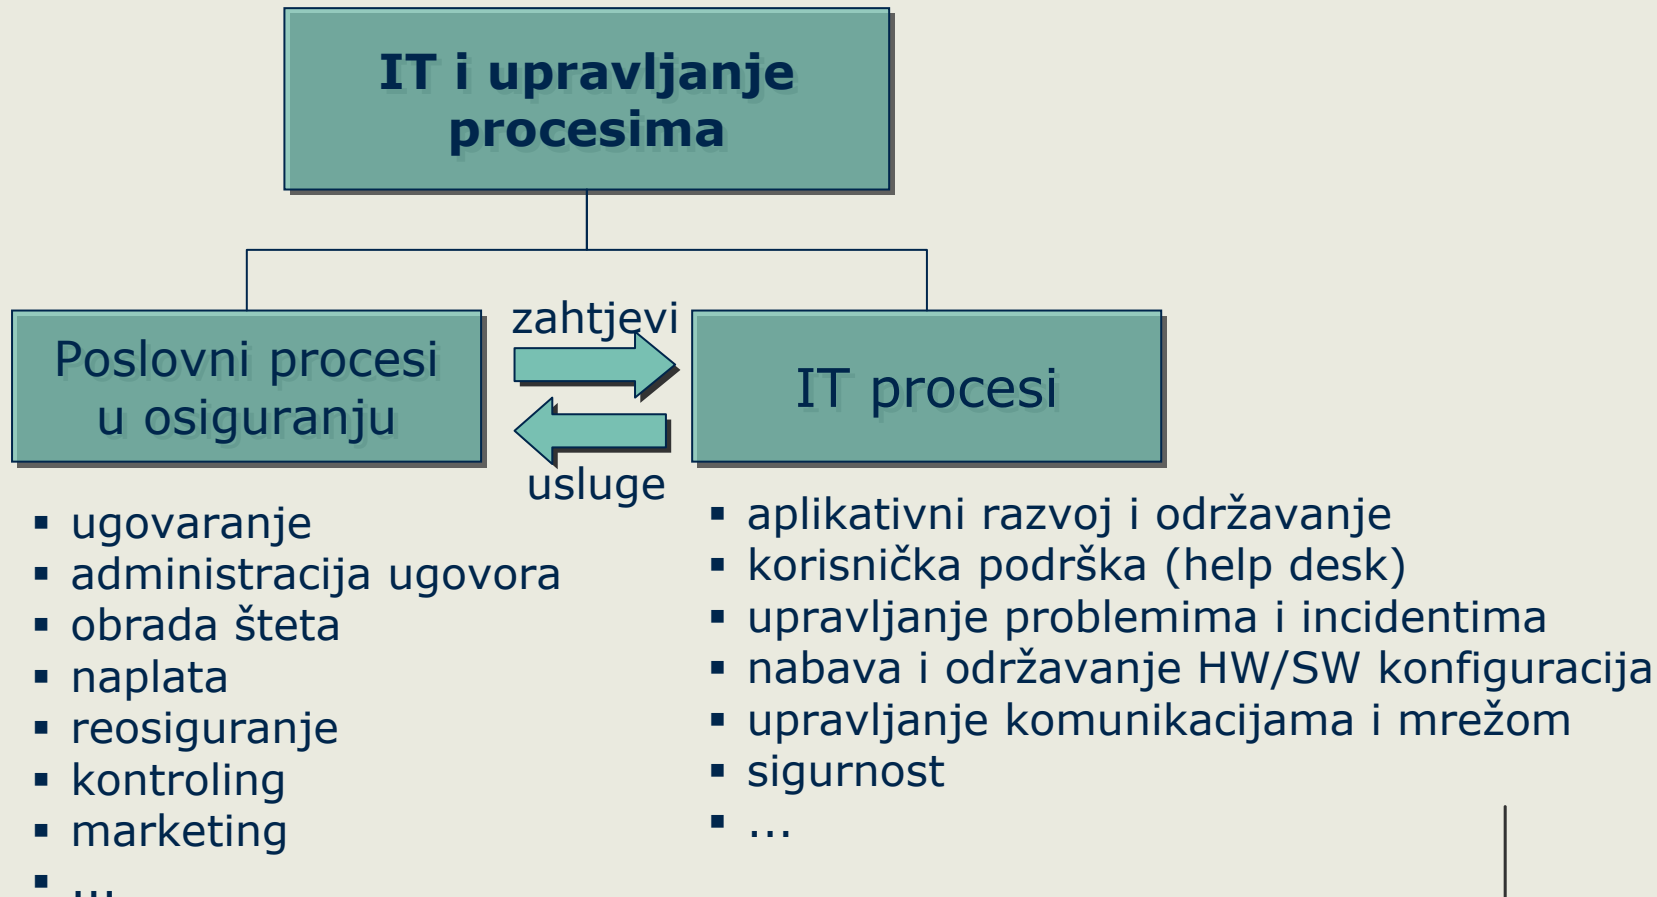 IT i upravljanje
procesima
Poslovni procesi
u osiguranju
zahtjevi
usluge
IT procesi
▪ ugovaranje
▪ administracija ugovora
▪ obrada šteta
▪ naplata
▪ reosiguranje
▪ kontroling
▪ marketing
▪ ...
▪ aplikativni razvoj i održavanje
▪ korisnička podrška (help desk)
▪ upravljanje problemima i incidentima
▪ nabava i održavanje HW/SW konfiguracija
▪ upravljanje komunikacijama i mrežom
▪ sigurnost
▪ ...